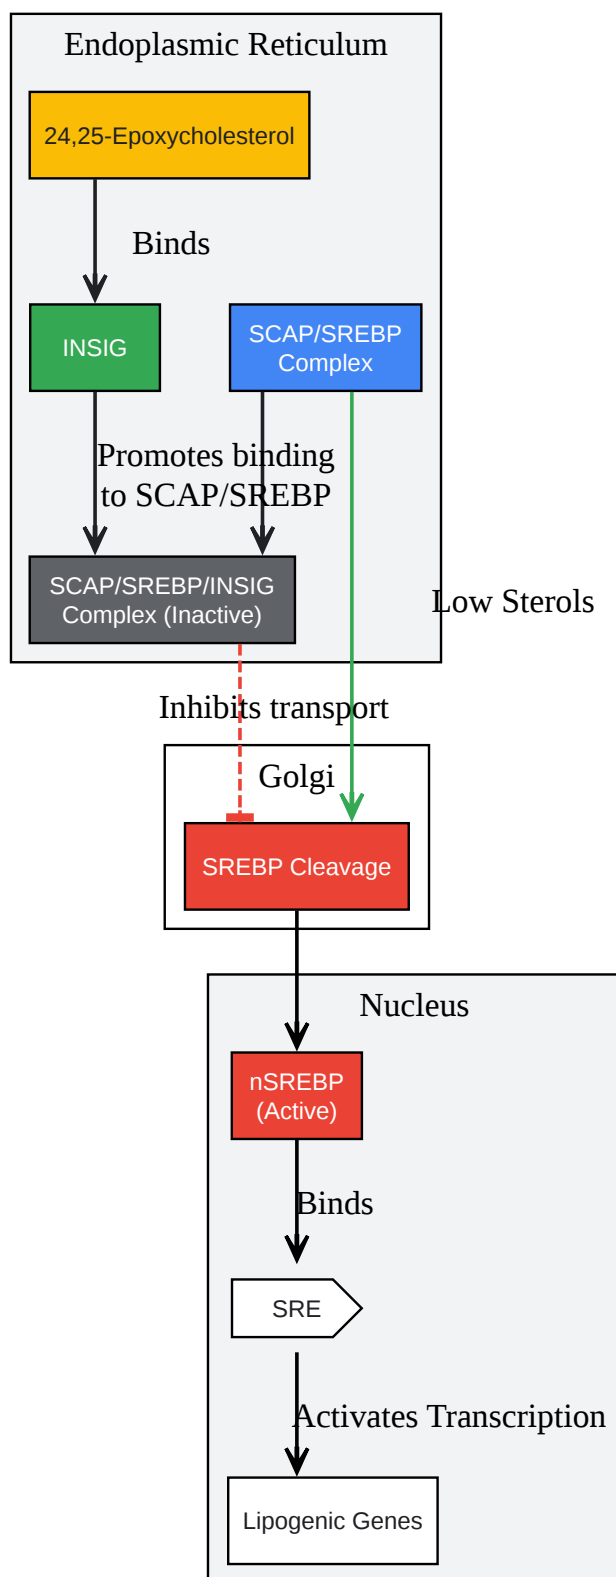 Endoplasmic Reticulum
24,25-Epoxycholesterol
Binds
INSIG
SCAP/SREBP
Complex
Promotes binding
to SCAP/SREBP
SCAP/SREBP/INSIG
Complex (Inactive)
Low Sterols
Inhibits transport
Golgi
SREBP Cleavage
Nucleus
nSREBP
(Active)
Binds
SRE
Activates Transcription
Lipogenic Genes